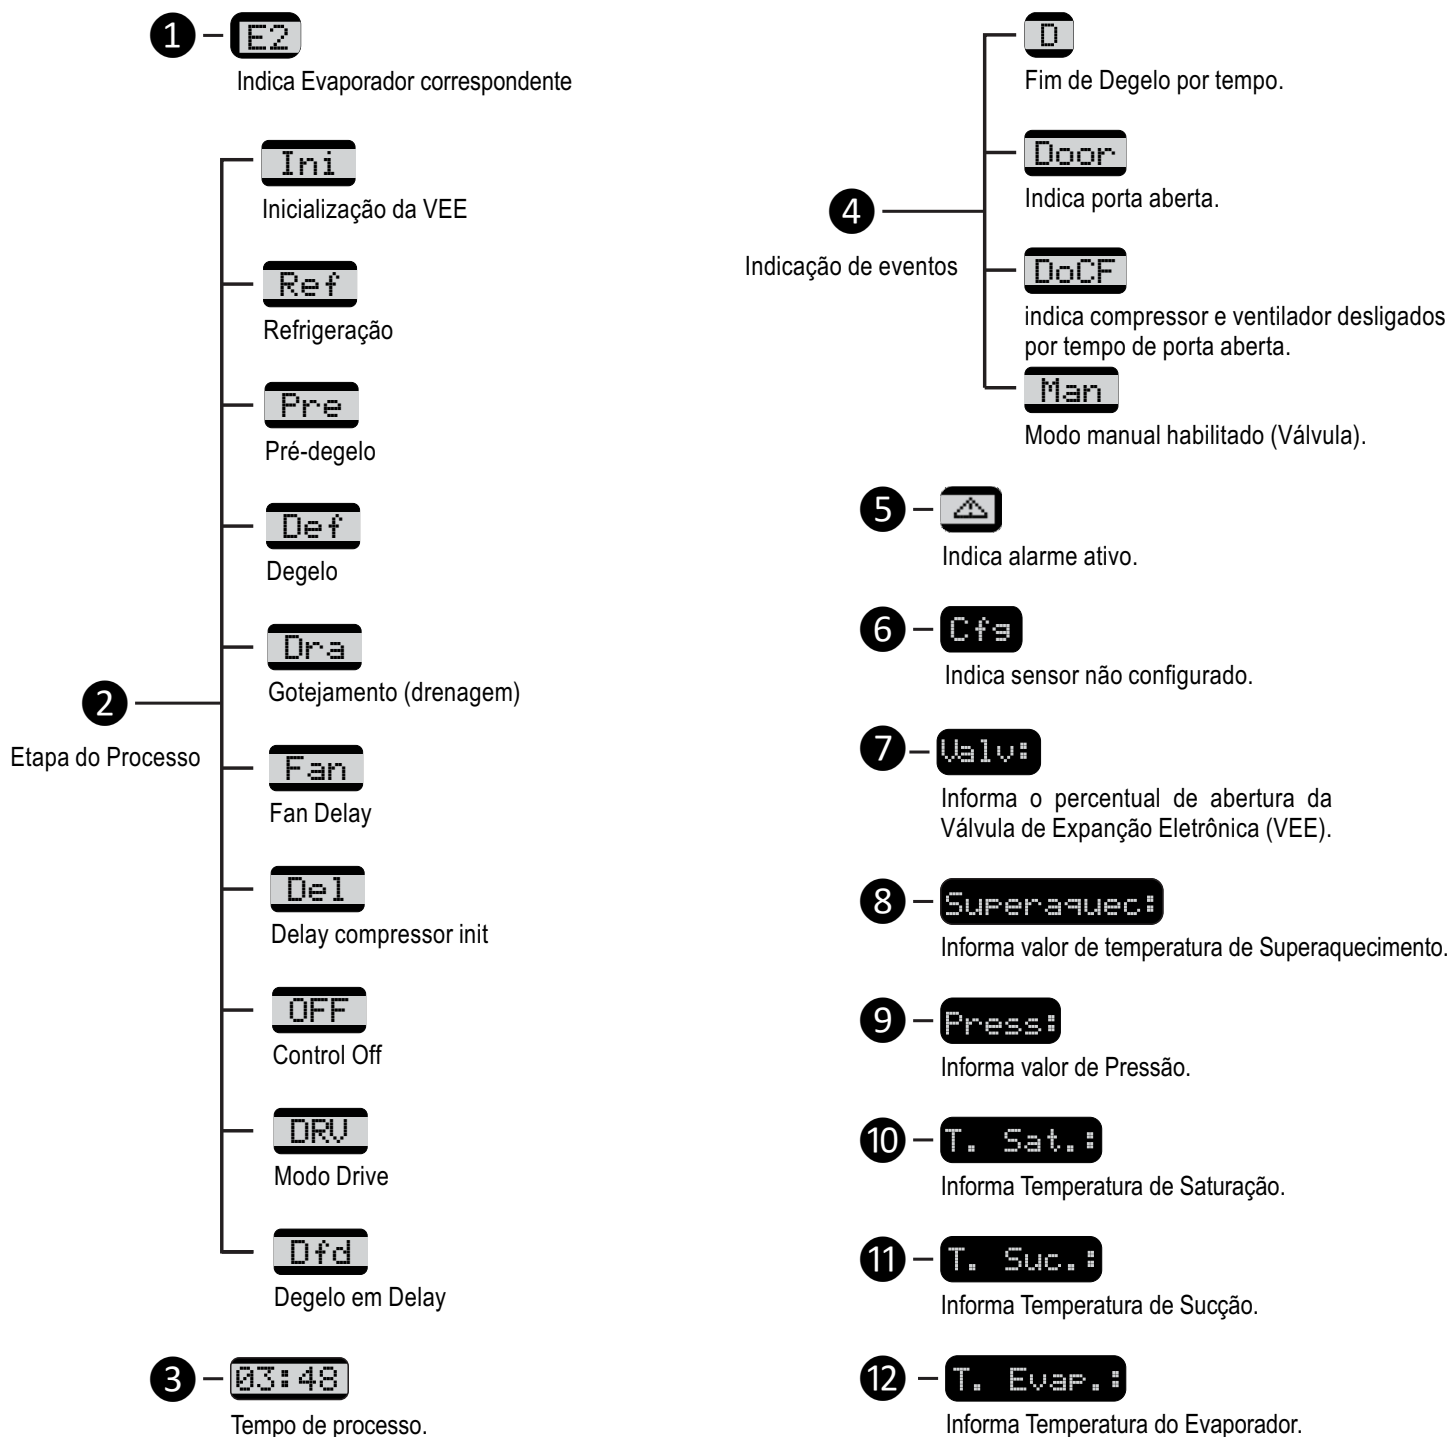 1
E2
Indica Evaporador correspondente
2
Etapa do Processo
Ini
Inicialização da VEE
Ref
Refrigeração
Pre
Pré-degelo
Def
Degelo
Dra
Gotejamento (drenagem)
Fan
Fan Delay
Del
Delay compressor init
OFF
Control Off
DRV
Modo Drive
Dfd
Degelo em Delay
3
03:48
Tempo de processo.
4
Indicação de eventos
D
Fim de Degelo por tempo.
Door
Indica porta aberta.
DoCF
indica compressor e ventilador desligados
por tempo de porta aberta.
Man
Modo manual habilitado (Válvula).
5
Indica alarme ativo.
6
Cfg
Indica sensor não configurado.
7
Valv:
Informa o percentual de abertura da
Válvula de Expanção Eletrônica (VEE).
8
Superaquec:
Informa valor de temperatura de Superaquecimento.
9
Press:
Informa valor de Pressão.
10
T. Sat.:
Informa Temperatura de Saturação.
11
T. Suc.:
Informa Temperatura de Sucção.
12
T. Evap.:
Informa Temperatura do Evaporador.